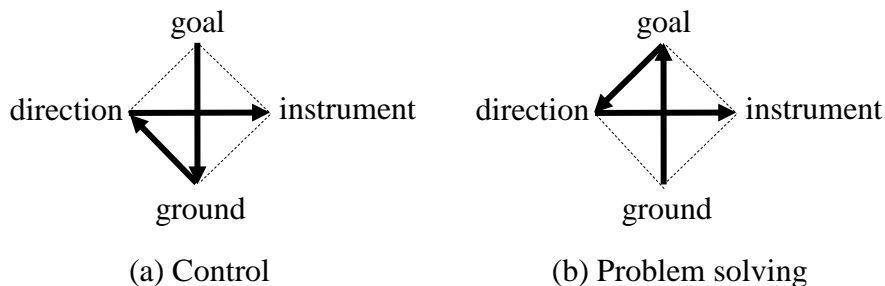 goal
direction instrument
ground
(a) Control
goal
direction instrument
ground
(b) Problem solving